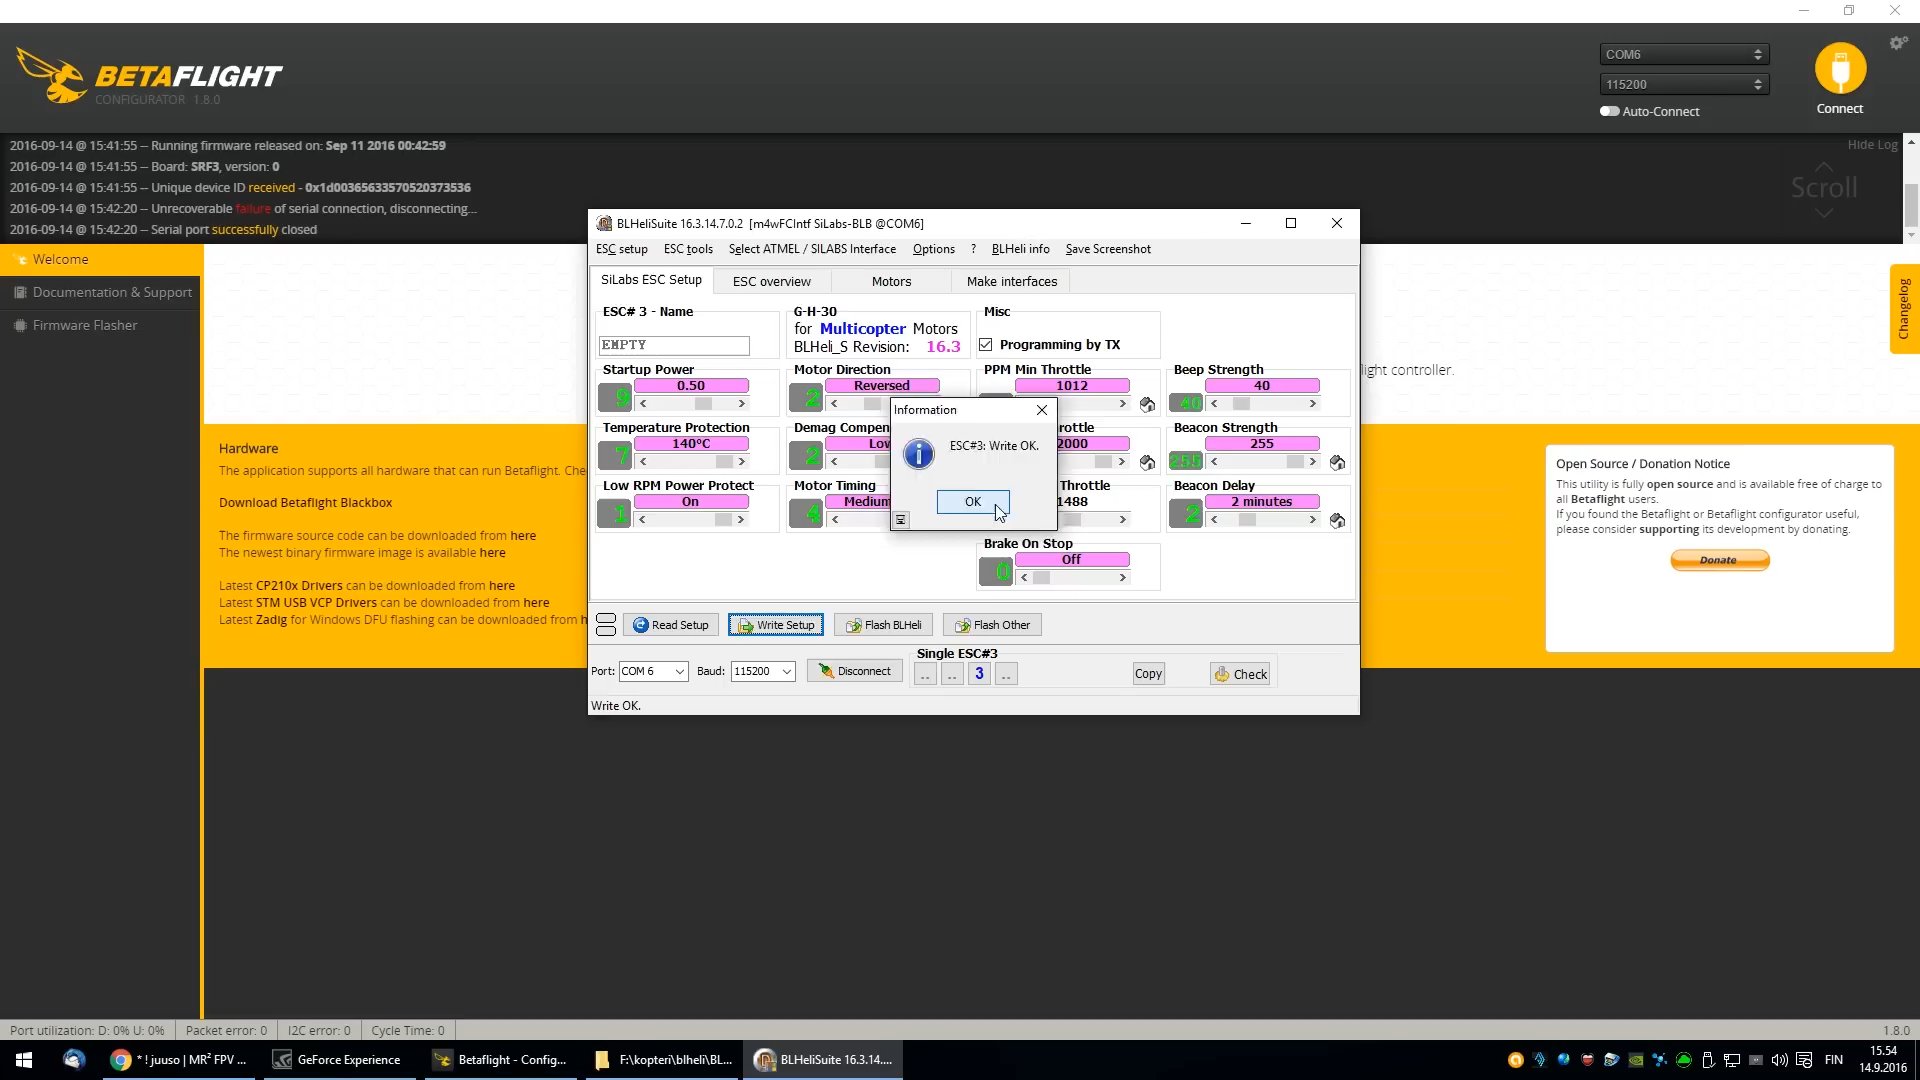 BETAFLIGHT
CONFIGURATOR 1.8.0
COM6
115200
Auto-Connect
Connect
2016-09-14 @ 15:41:55 -- Running firmware released on: Sep 11 2016 00:42:59
2016-09-14 @ 15:41:55 -- Board: SRF3, version: 0
2016-09-14 @ 15:41:55 -- Unique device ID received - 0x1d00365633570520373536
2016-09-14 @ 15:42:20 -- Unrecoverable failure of serial connection, disconnecting...
2016-09-14 @ 15:42:20 -- Serial port successfully closed
Hide Log
Scroll
Welcome
Documentation & Support
Firmware Flasher
Changelog
light controller.
Hardware
The application supports all hardware that can run Betaflight. Che
Download Betaflight Blackbox
The firmware source code can be downloaded from here
The newest binary firmware image is available here
Latest CP210x Drivers can be downloaded from here
Latest STM USB VCP Drivers can be downloaded from here
Latest Zadig for Windows DFU flashing can be downloaded from h
Open Source / Donation Notice
This utility is fully open source and is available free of charge to
all Betaflight users.
If you found the Betaflight or Betaflight configurator useful,
please consider supporting its development by donating.
Donate
BLHeliSuite 16.3.14.7.0.2 [m4wFCIntf SiLabs-BLB @COM6]
ESC setup ESC tools Select ATMEL / SILABS Interface Options ? BLHeli info Save Screenshot
SiLabs ESC Setup ESC overview Motors Make interfaces
ESC# 3 - Name
EMPTY
G-H-30
for Multicopter Motors
BLHeli_S Revision: 16.3
Misc
Programming by TX
Startup Power
0.50
9
Motor Direction
Reversed
2
PPM Min Throttle
1012
Beep Strength
40
40
Temperature Protection
140°C
7
Demag Compen
Low
2
rottle
2000
Beacon Strength
255
255
Low RPM Power Protect
On
1
Motor Timing
Medium
4
Throttle
1488
Beacon Delay
2 minutes
2
Brake On Stop
Off
0
Information
ESC#3: Write OK.
OK
Read Setup Write Setup Flash BLHeli Flash Other
Single ESC#3
Port: COM 6 Baud: 115200 Disconnect .. .. 3 .. Copy Check
Write OK.
Port utilization: D: 0% U: 0% Packet error: 0 I2C error: 0 Cycle Time: 0 1.8.0
* ! juuso | MR² FPV ... GeForce Experience Betaflight - Config... F:\kopteri\blheli\BL... BLHeliSuite 16.3.14....
FIN
15.54
14.9.2016